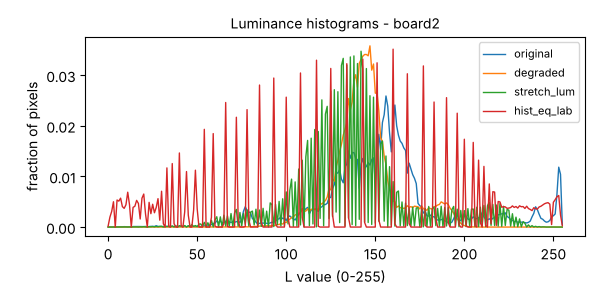 Luminance histograms - board2
original
degraded
stretch_lum
hist_eq_lab
fraction of pixels
0.03
0.02
0.01
0.00
0 50 100 150 200 250
L value (0-255)